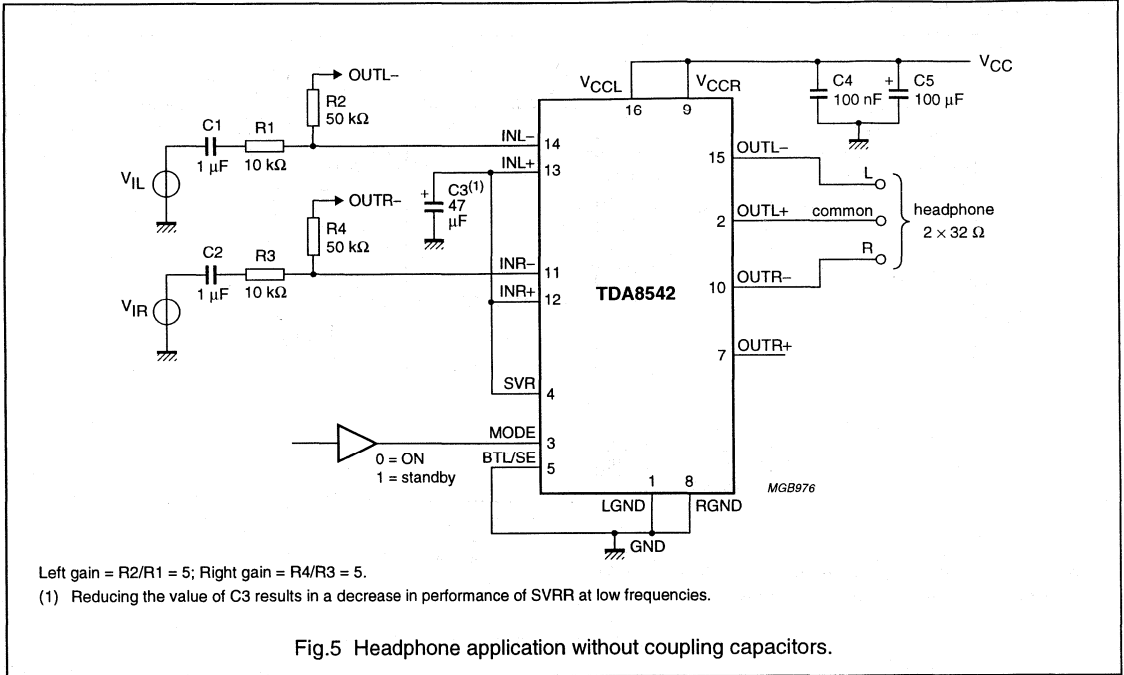 OUTL–
R2
50 kΩ
C1
1 µF
R1
10 kΩ
INL–
14
INL+
13
VIL
C3(1)
47
µF
+
OUTR–
R4
50 kΩ
C2
1 µF
R3
10 kΩ
INR–
11
INR+
12
VIR
SVR
4
MODE
3
0 = ON
1 = standby
BTL/SE
5
VCCL
16
VCCR
9
VCC
C4
100 nF
+
C5
100 µF
TDA8542
15
OUTL–
L
2
OUTL+
common
headphone
2 × 32 Ω
R
10
OUTR–
7
OUTR+
1
8
LGND
RGND
GND
MGB976
Left gain = R2/R1 = 5; Right gain = R4/R3 = 5.
(1) Reducing the value of C3 results in a decrease in performance of SVRR at low frequencies.
Fig.5 Headphone application without coupling capacitors.